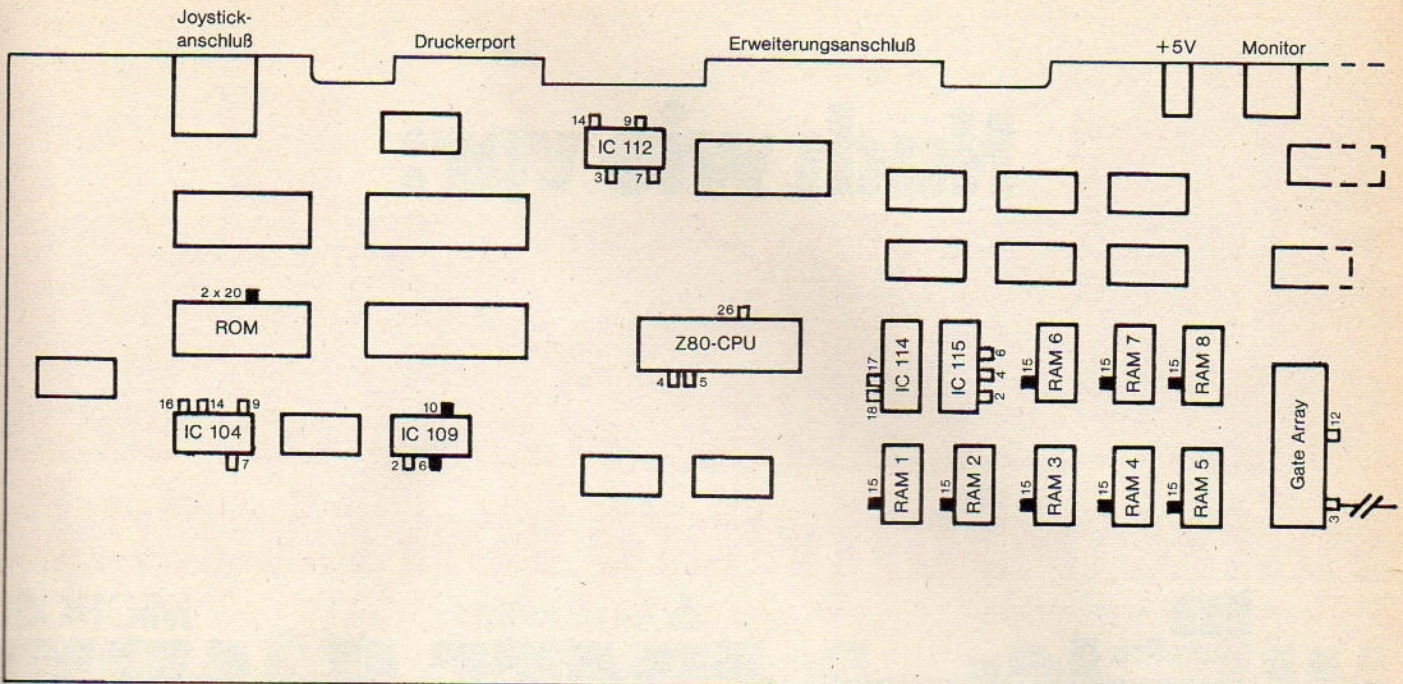 Joystick-
anschluß
Druckerport
Erweiterungsanschluß
+5V
Monitor
14
9
IC 112
3
7
2 x 20
ROM
26
Z80-CPU
4
5
17
18
IC 114
IC 115
6
4
2
15
RAM 6
15
RAM 7
15
RAM 8
16
14
9
IC 104
7
10
IC 109
2
6
15
RAM 1
15
RAM 2
15
RAM 3
15
RAM 4
15
RAM 5
Gate Array
12
3